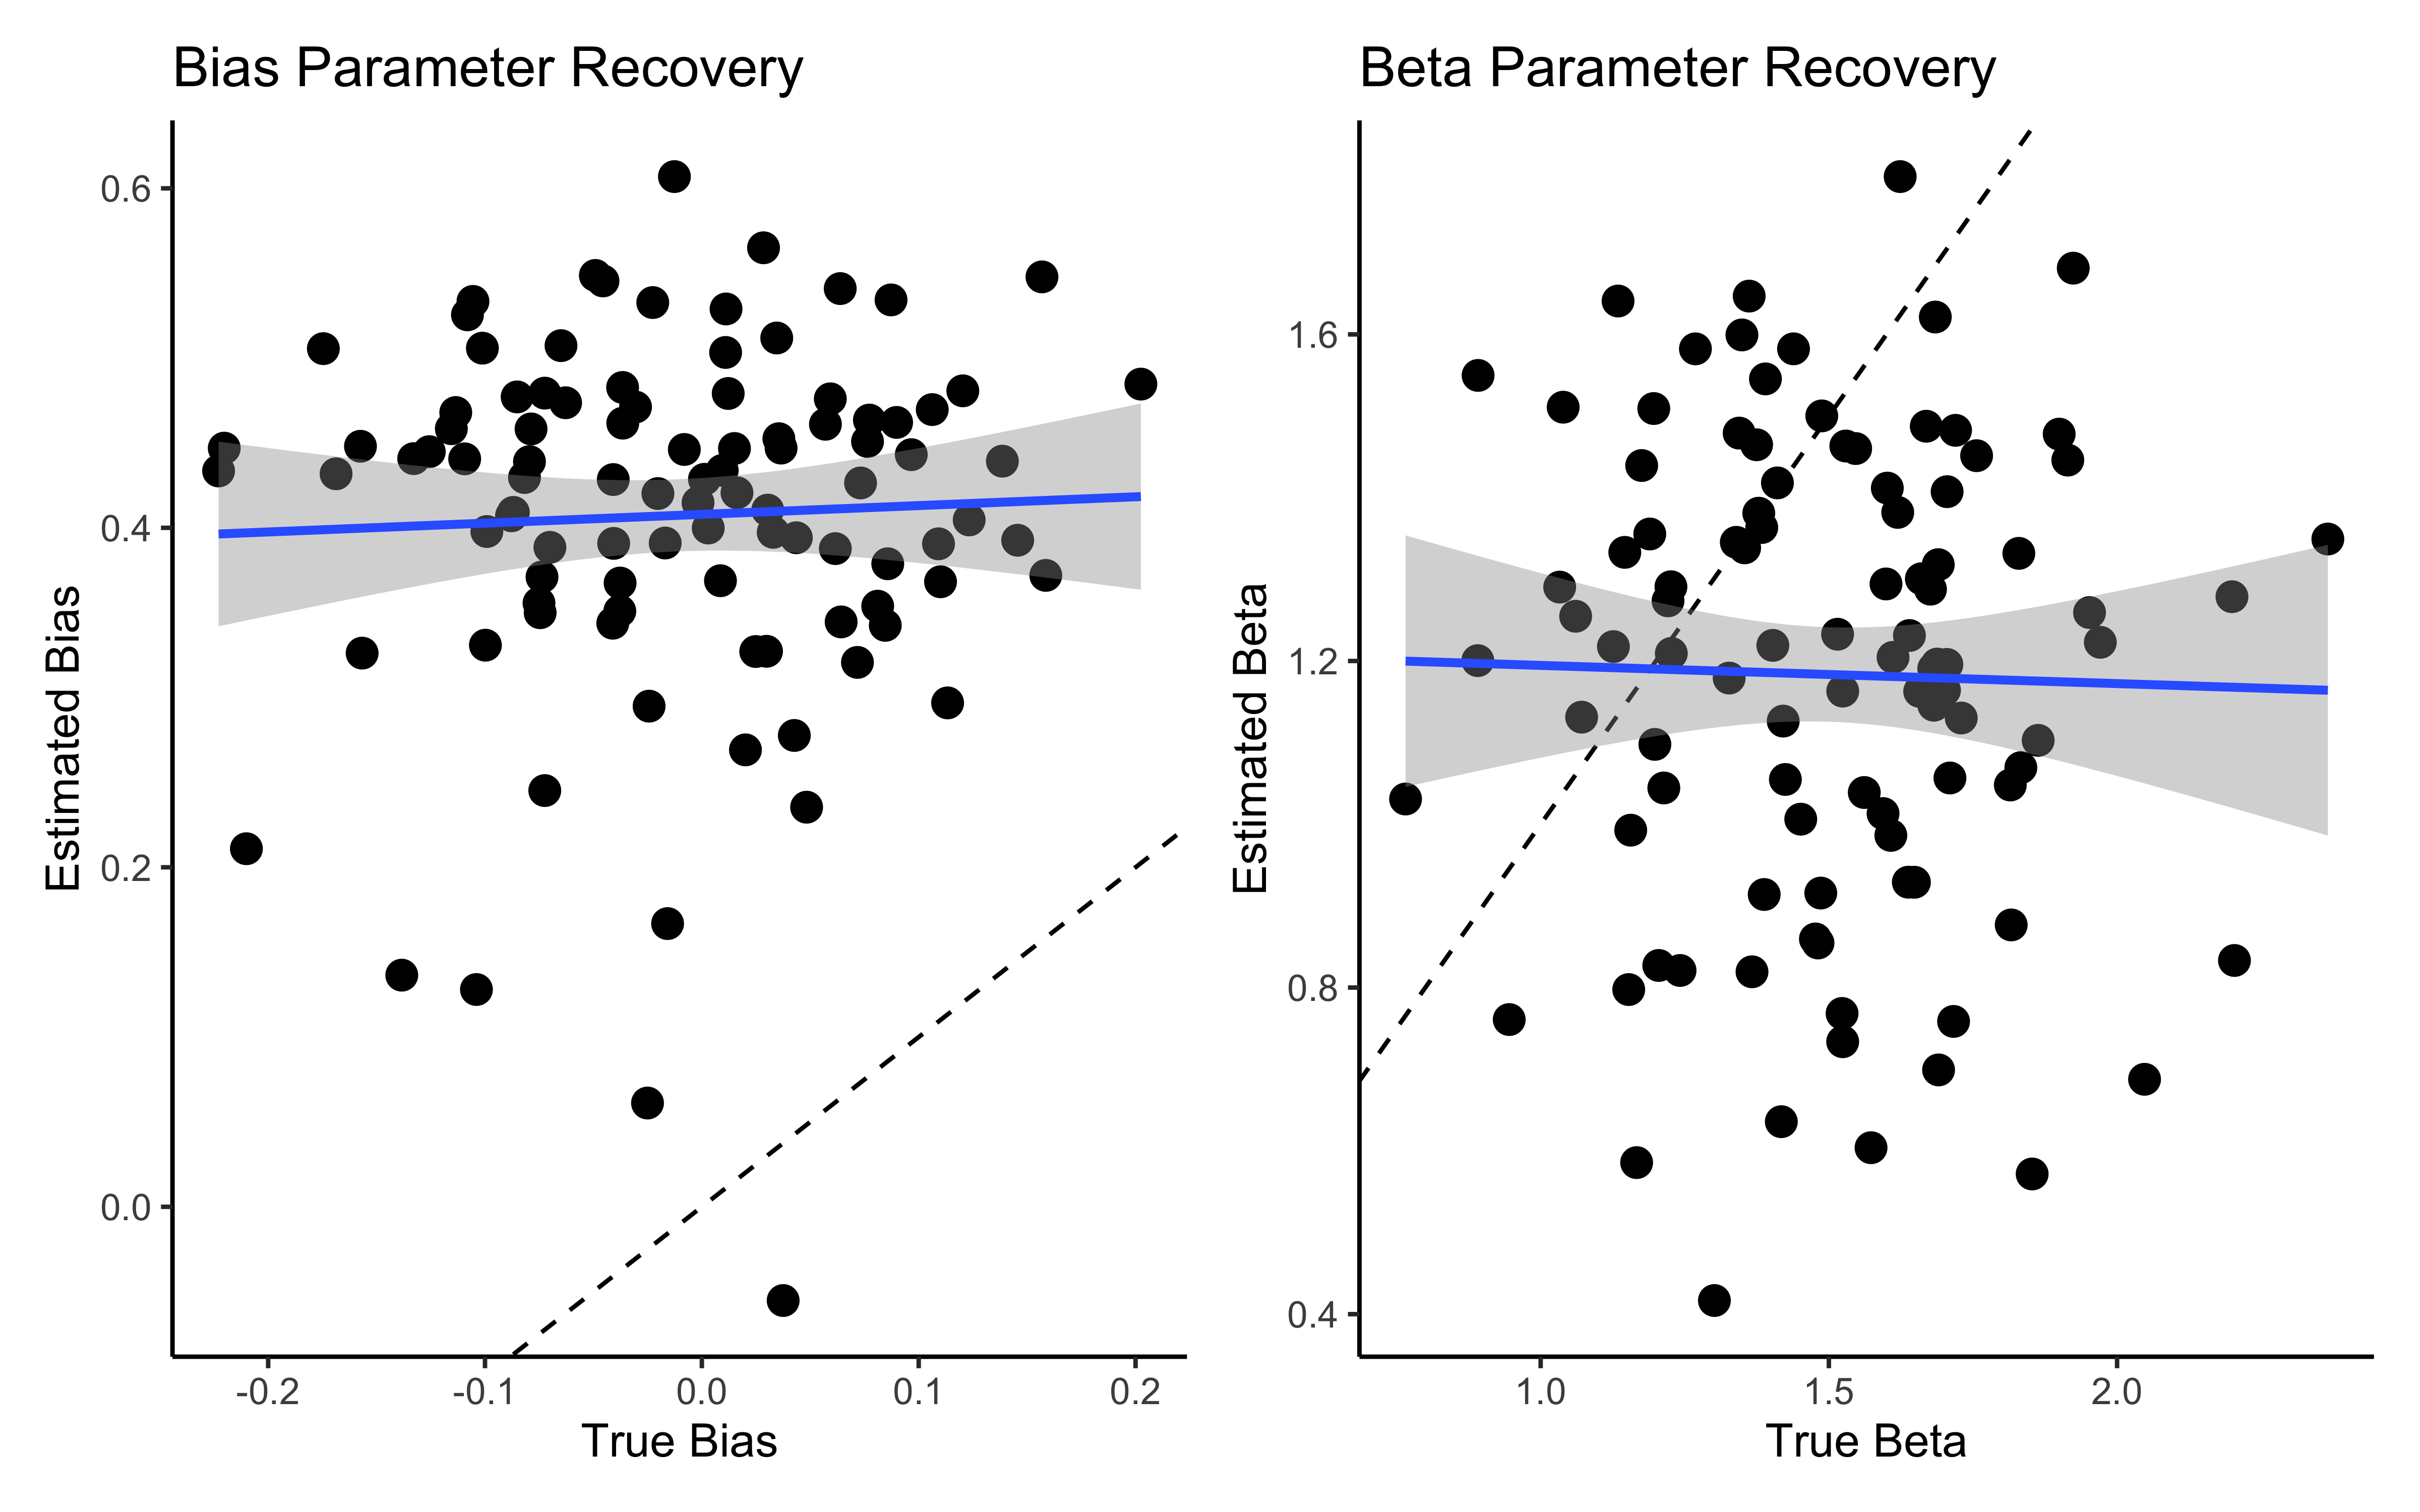 Bias Parameter Recovery
Estimated Bias
0.6
0.4
0.2
0.0
-0.2 -0.1 0.0 0.1 0.2
True Bias
Beta Parameter Recovery
Estimated Beta
1.6
1.2
0.8
0.4
1.0 1.5 2.0
True Beta